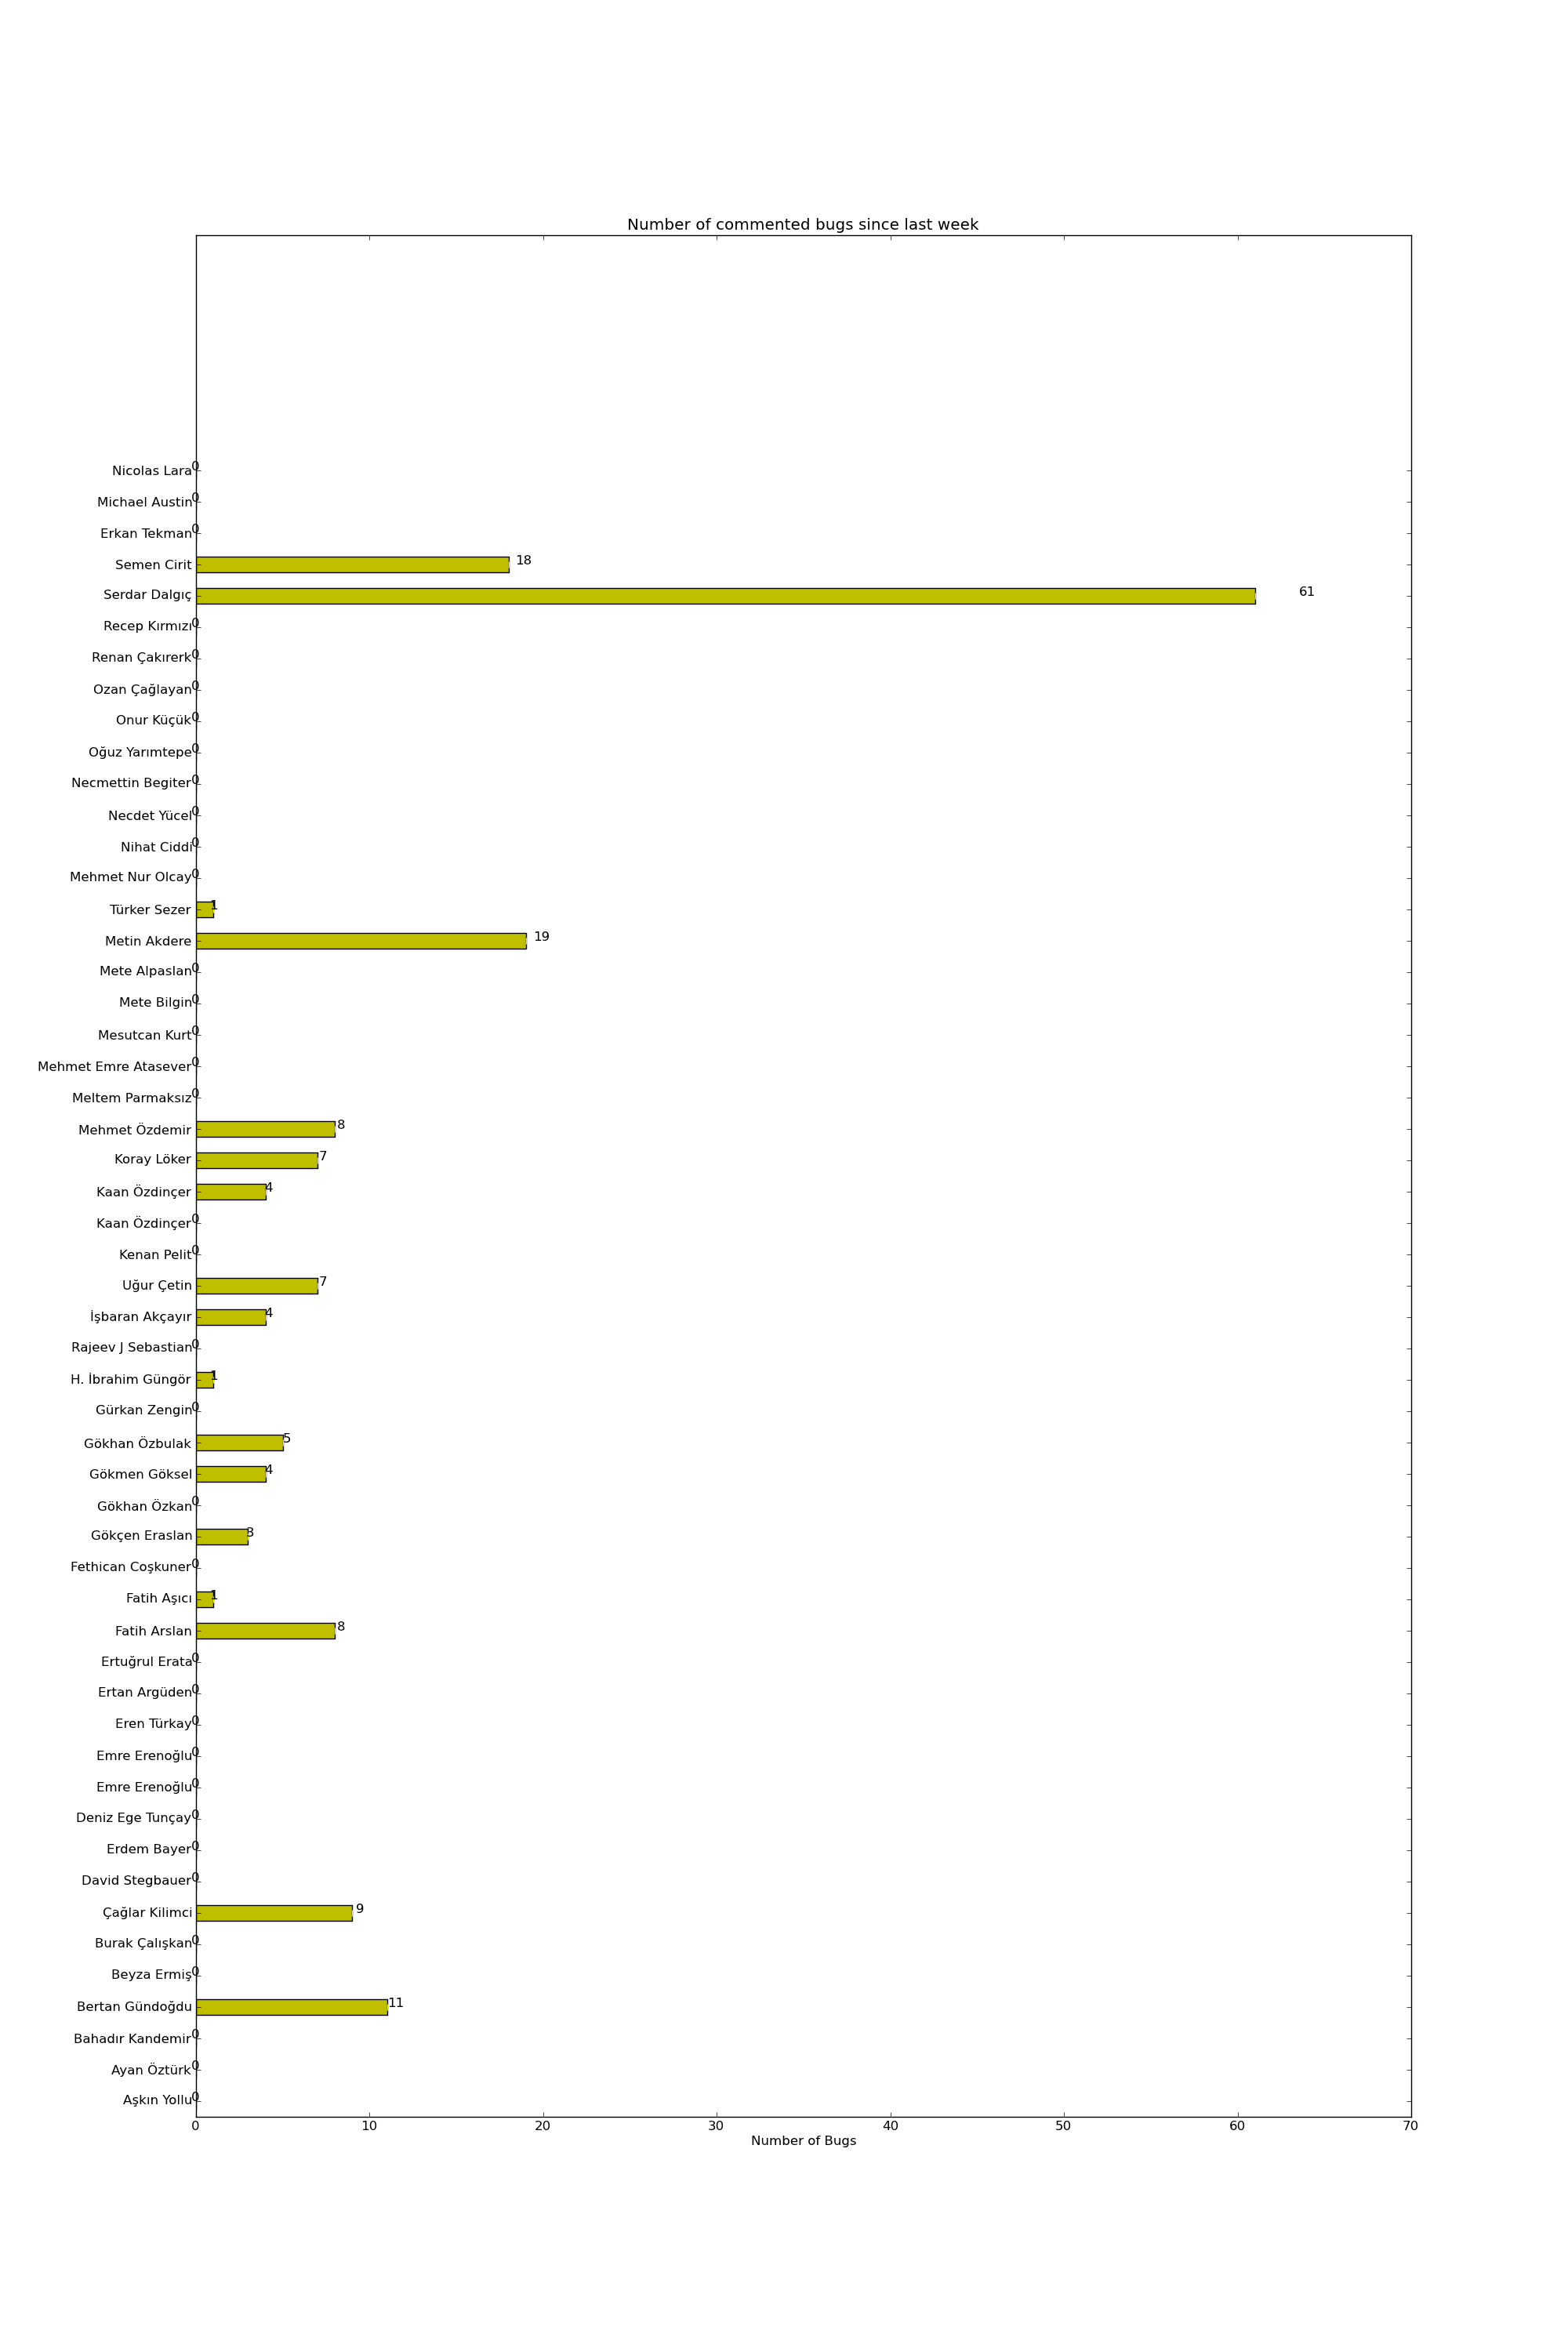 Number of commented bugs since last week
Nicolas Lara 0
Michael Austin 0
Erkan Tekman 0
Semen Cirit 18
Serdar Dalgıç 61
Recep Kırmızı 0
Renan Çakırerk 0
Ozan Çağlayan 0
Onur Küçük 0
Oğuz Yarımtepe 0
Necmettin Begiter 0
Necdet Yücel 0
Nihat Ciddi 0
Mehmet Nur Olcay 0
Türker Sezer 1
Metin Akdere 19
Mete Alpaslan 0
Mete Bilgin 0
Mesutcan Kurt 0
Mehmet Emre Atasever 0
Meltem Parmaksız 0
Mehmet Özdemir 8
Koray Löker 7
Kaan Özdinçer 4
Kaan Özdinçer 0
Kenan Pelit 0
Uğur Çetin 7
İşbaran Akçayır 4
Rajeev J Sebastian 0
H. İbrahim Güngör 1
Gürkan Zengin 0
Gökhan Özbulak 5
Gökmen Göksel 4
Gökhan Özkan 0
Gökçen Eraslan 3
Fethican Coşkuner 0
Fatih Aşıcı 1
Fatih Arslan 8
Ertuğrul Erata 0
Ertan Argüden 0
Eren Türkay 0
Emre Erenoğlu 0
Emre Erenoğlu 0
Deniz Ege Tunçay 0
Erdem Bayer 0
David Stegbauer 0
Çağlar Kilimci 9
Burak Çalışkan 0
Beyza Ermiş 0
Bertan Gündoğdu 11
Bahadır Kandemir 0
Ayan Öztürk 0
Aşkın Yollu 0
0 10 20 30 40 50 60 70
Number of Bugs